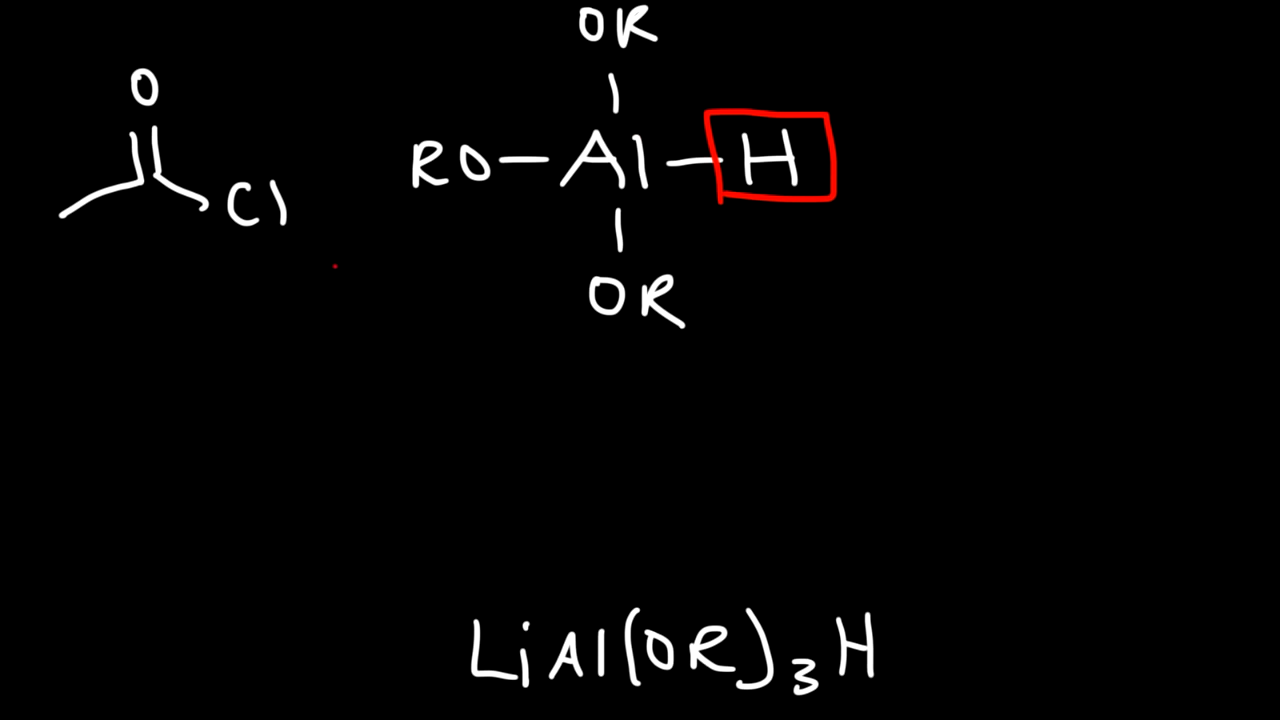 OR
O
RO—Al—H
Cl
OR
LiAl(OR)₃H